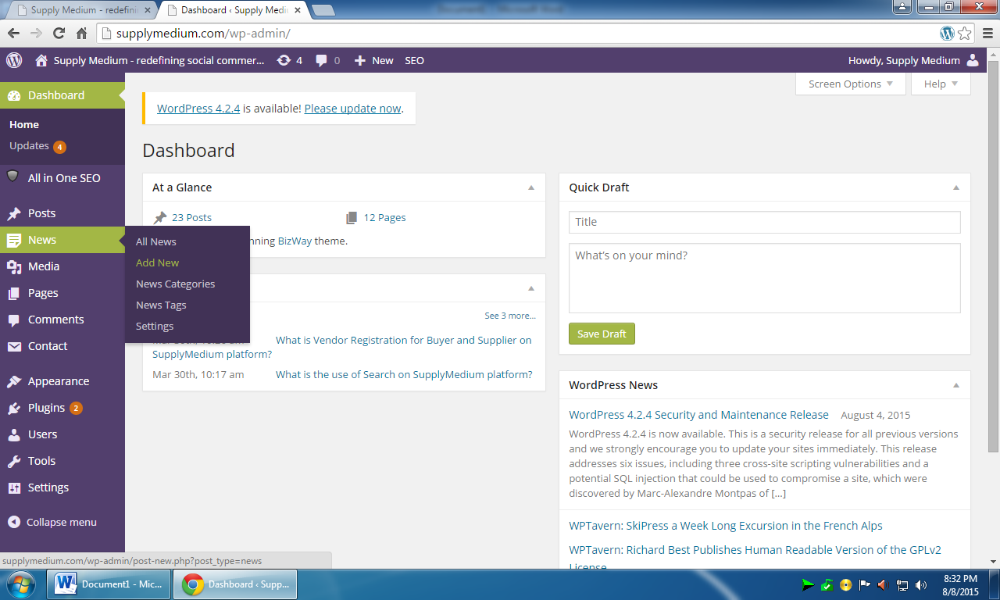 Supply Medium - redefini
Dashboard ‹ Supply Medi
supplymedium.com/wp-admin/
Supply Medium - redefining social commer...
4
0
New
SEO
Howdy, Supply Medium
Dashboard
Home
Updates 4
All in One SEO
Posts
News
Media
Pages
Comments
Contact
Appearance
Plugins 2
Users
Tools
Settings
Collapse menu
All News
Add New
News Categories
News Tags
Settings
Screen Options
Help
WordPress 4.2.4 is available! Please update now.
Dashboard
At a Glance
23 Posts
12 Pages
nning BizWay theme.
See 3 more...
What is Vendor Registration for Buyer and Supplier on
SupplyMedium platform?
Mar 30th, 10:17 am What is the use of Search on SupplyMedium platform?
Quick Draft
Title
What's on your mind?
Save Draft
WordPress News
WordPress 4.2.4 Security and Maintenance Release August 4, 2015
WordPress 4.2.4 is now available. This is a security release for all previous versions
and we strongly encourage you to update your sites immediately. This release
addresses six issues, including three cross-site scripting vulnerabilities and a
potential SQL injection that could be used to compromise a site, which were
discovered by Marc-Alexandre Montpas of […]
WPTavern: SkiPress a Week Long Excursion in the French Alps
WPTavern: Richard Best Publishes Human Readable Version of the GPLv2
License
supplymedium.com/wp-admin/post-new.php?post_type=news
Document1 - Mic...
Dashboard ‹ Supp...
8:32 PM
8/8/2015